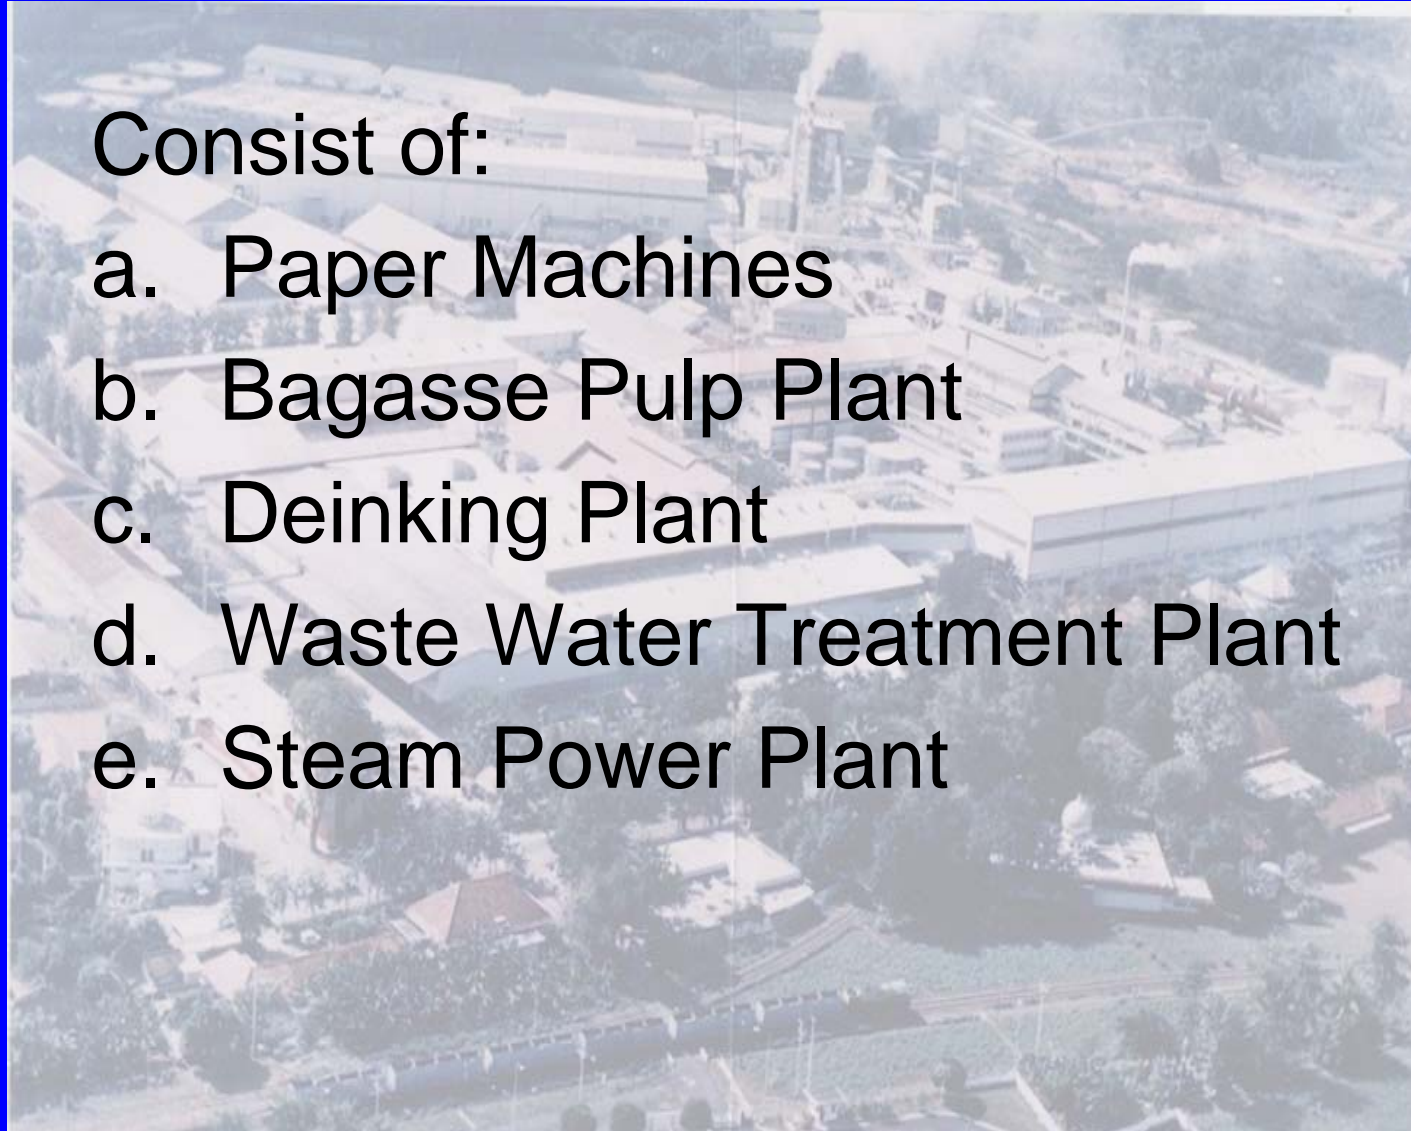 Consist of:
a. Paper Machines
b. Bagasse Pulp Plant
c. Deinking Plant
d. Waste Water Treatment Plant
e. Steam Power Plant